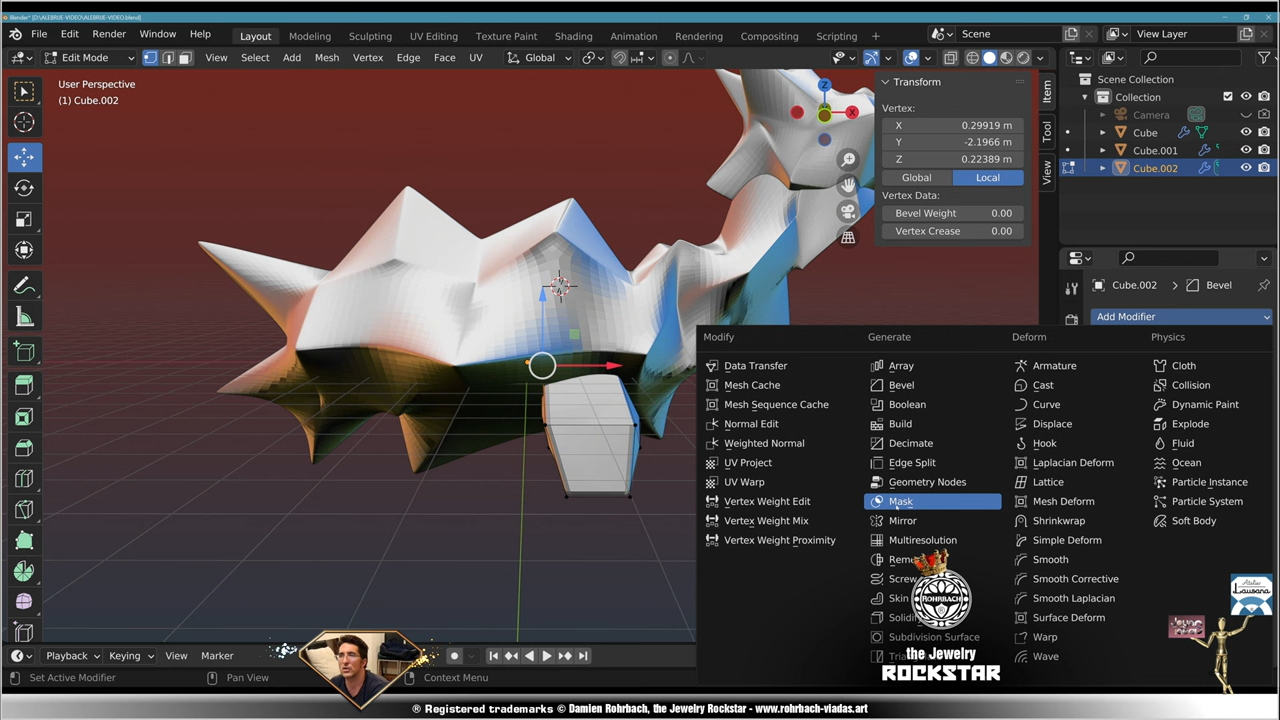 Blender* [D:\ALEBRIJE-VIDEO\ALEBRIJE-VIDEO.blend]
File Edit Render Window Help
Layout Modeling Sculpting UV Editing Texture Paint Shading Animation Rendering Compositing Scripting +
Scene
View Layer
Edit Mode
View Select Add Mesh Vertex Edge Face UV
Global
User Perspective
(1) Cube.002
Z
X
Transform
Vertex:
X 0.29919 m
Y -2.1966 m
Z 0.22389 m
Global Local
Vertex Data:
Bevel Weight 0.00
Vertex Crease 0.00
Item
Tool
View
Scene Collection
Collection
Camera
Cube
Cube.001
Cube.002
Cube.002 > Bevel
Add Modifier
Modify
Data Transfer
Mesh Cache
Mesh Sequence Cache
Normal Edit
Weighted Normal
UV Project
UV Warp
Vertex Weight Edit
Vertex Weight Mix
Vertex Weight Proximity
Generate
Array
Bevel
Boolean
Build
Decimate
Edge Split
Geometry Nodes
Mask
Mirror
Multiresolution
Screw
Skin
Subdivision Surface
Deform
Armature
Cast
Curve
Displace
Hook
Laplacian Deform
Lattice
Mesh Deform
Shrinkwrap
Simple Deform
Smooth
Smooth Corrective
Smooth Laplacian
Surface Deform
Warp
Wave
Physics
Cloth
Collision
Dynamic Paint
Explode
Fluid
Ocean
Particle Instance
Particle System
Soft Body
ROHRBACH
the Jewelry
ROCKSTAR
Atelier
Lausana
Playback Keying View Marker
Set Active Modifier
Pan View
Context Menu
® Registered trademarks © Damien Rohrbach, the Jewelry Rockstar - www.rohrbach-viadas.art